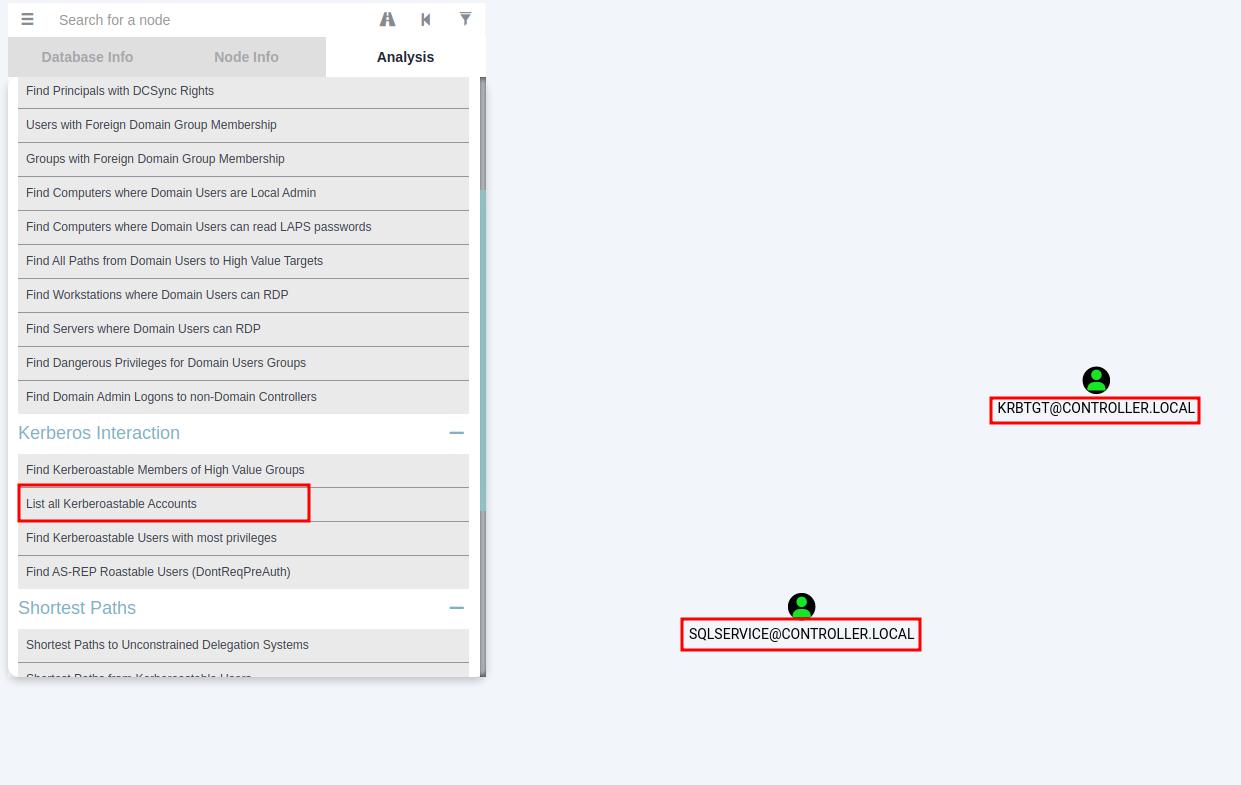 Search for a node
Database Info
Node Info
Analysis
Find Principals with DCSync Rights
Users with Foreign Domain Group Membership
Groups with Foreign Domain Group Membership
Find Computers where Domain Users are Local Admin
Find Computers where Domain Users can read LAPS passwords
Find All Paths from Domain Users to High Value Targets
Find Workstations where Domain Users can RDP
Find Servers where Domain Users can RDP
Find Dangerous Privileges for Domain Users Groups
Find Domain Admin Logons to non-Domain Controllers
Kerberos Interaction
Find Kerberoastable Members of High Value Groups
List all Kerberoastable Accounts
Find Kerberoastable Users with most privileges
Find AS-REP Roastable Users (DontReqPreAuth)
Shortest Paths
Shortest Paths to Unconstrained Delegation Systems
Shortest Paths from Kerberoastable Users
KRBTGT@CONTROLLER.LOCAL
SQLSERVICE@CONTROLLER.LOCAL